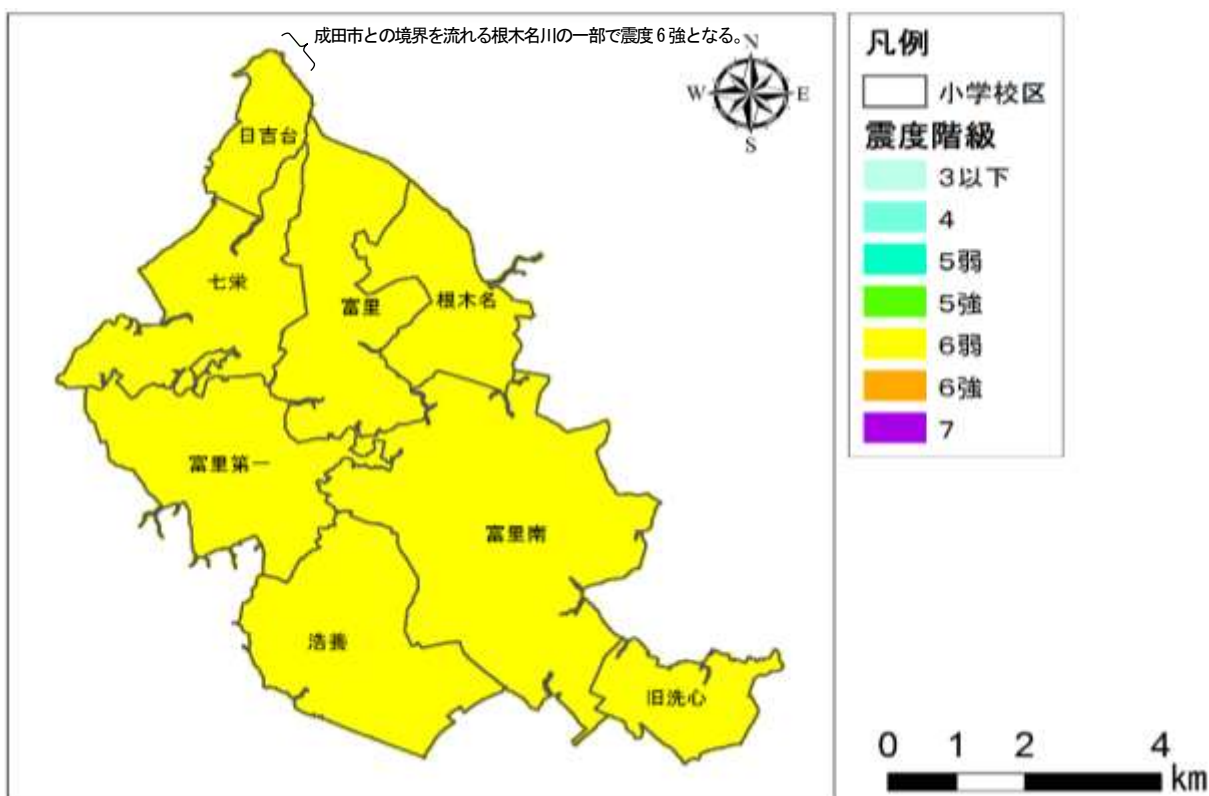 成田市との境界を流れる根木名川の一部で震度6強となる。
N
W
E
S
日吉台
七栄
富里
根木名
富里第一
富里南
浩養
旧洗心
凡例
小学校区
震度階級
3以下
4
5弱
5強
6弱
6強
7
0 1 2 4
km